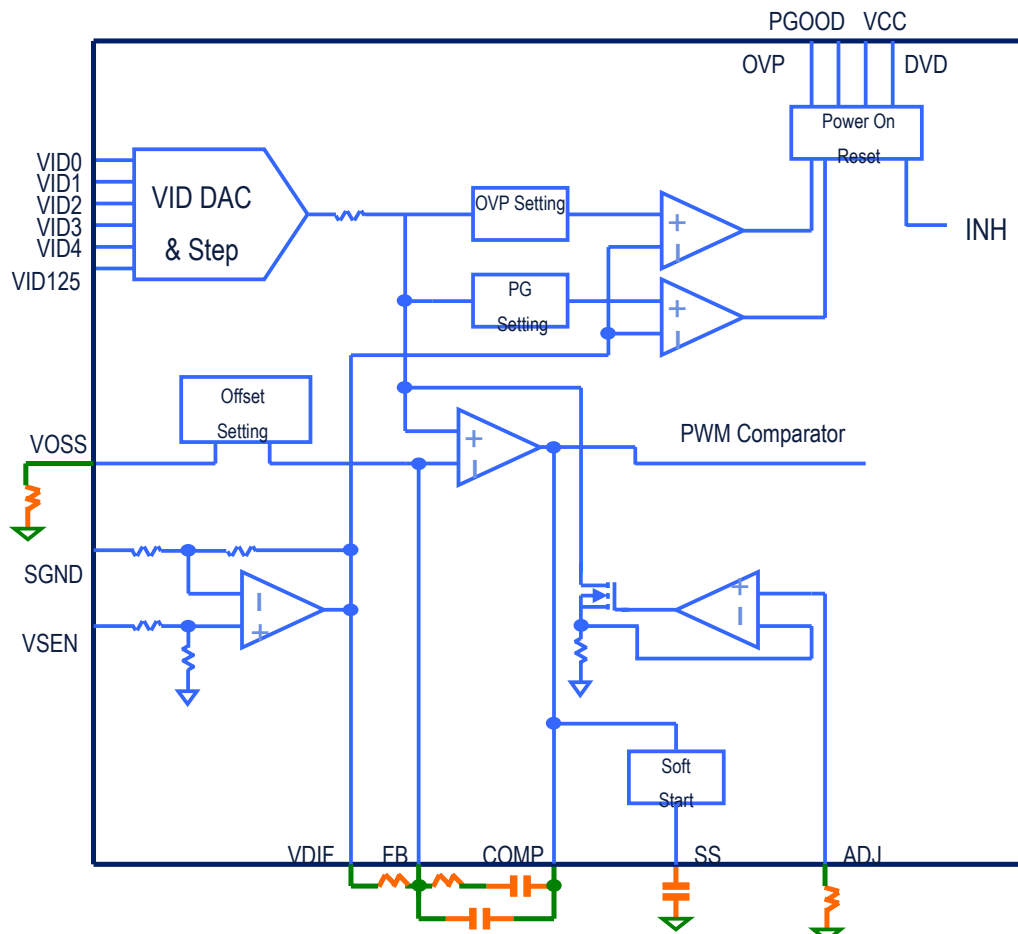 PGOOD VCC
OVP DVD
Power On
Reset
VID0
VID1
VID2
VID3
VID4
VID125
VID DAC
& Step
OVP Setting
+
INH
PG
Setting
+
Offset
Setting
VOSS
+
PWM Comparator
SGND
VSEN
+
+
Soft
Start
VDIF FB COMP SS ADJ